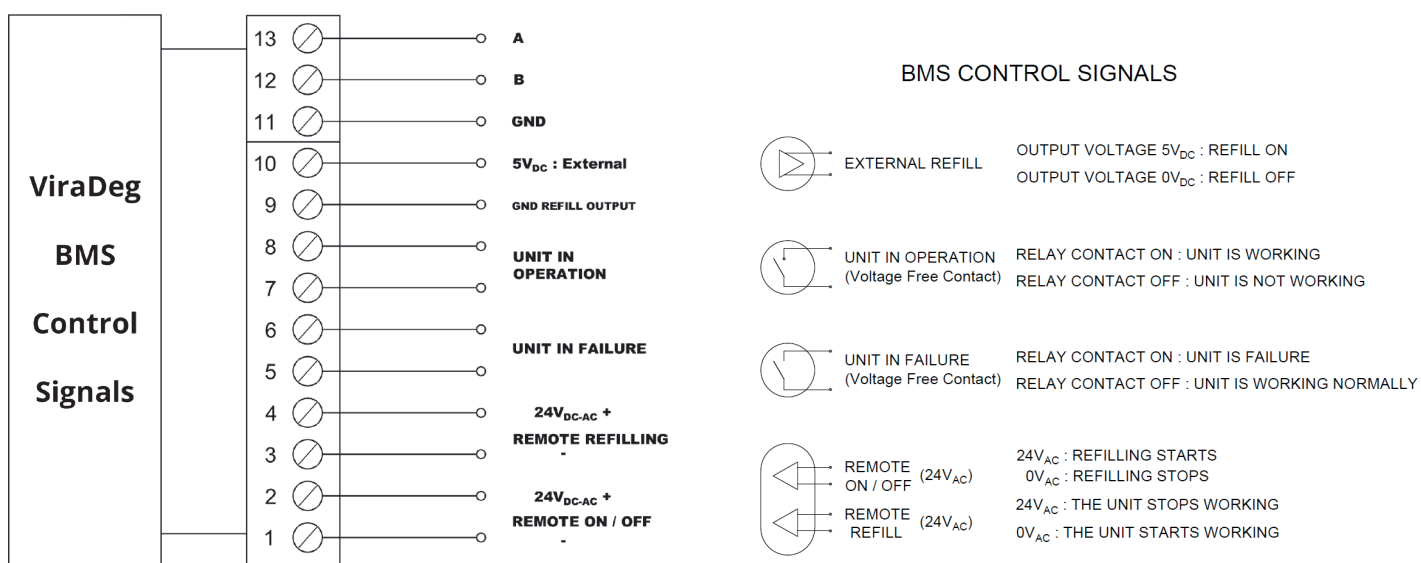 ViraDeg
BMS
Control
Signals
13 A
12 B
11 GND
10 5VDC : External
9 GND REFILL OUTPUT
8
UNIT IN
OPERATION
7
6
UNIT IN FAILURE
5
4 24VDC-AC +
REMOTE REFILLING
3 -
2 24VDC-AC +
REMOTE ON / OFF
1 -
BMS CONTROL SIGNALS
EXTERNAL REFILL
OUTPUT VOLTAGE 5VDC : REFILL ON
OUTPUT VOLTAGE 0VDC : REFILL OFF
UNIT IN OPERATION
(Voltage Free Contact)
RELAY CONTACT ON : UNIT IS WORKING
RELAY CONTACT OFF : UNIT IS NOT WORKING
UNIT IN FAILURE
(Voltage Free Contact)
RELAY CONTACT ON : UNIT IS FAILURE
RELAY CONTACT OFF : UNIT IS WORKING NORMALLY
REMOTE
ON / OFF (24VAC)
REMOTE
REFILL (24VAC)
24VAC : REFILLING STARTS
0VAC : REFILLING STOPS
24VAC : THE UNIT STOPS WORKING
0VAC : THE UNIT STARTS WORKING